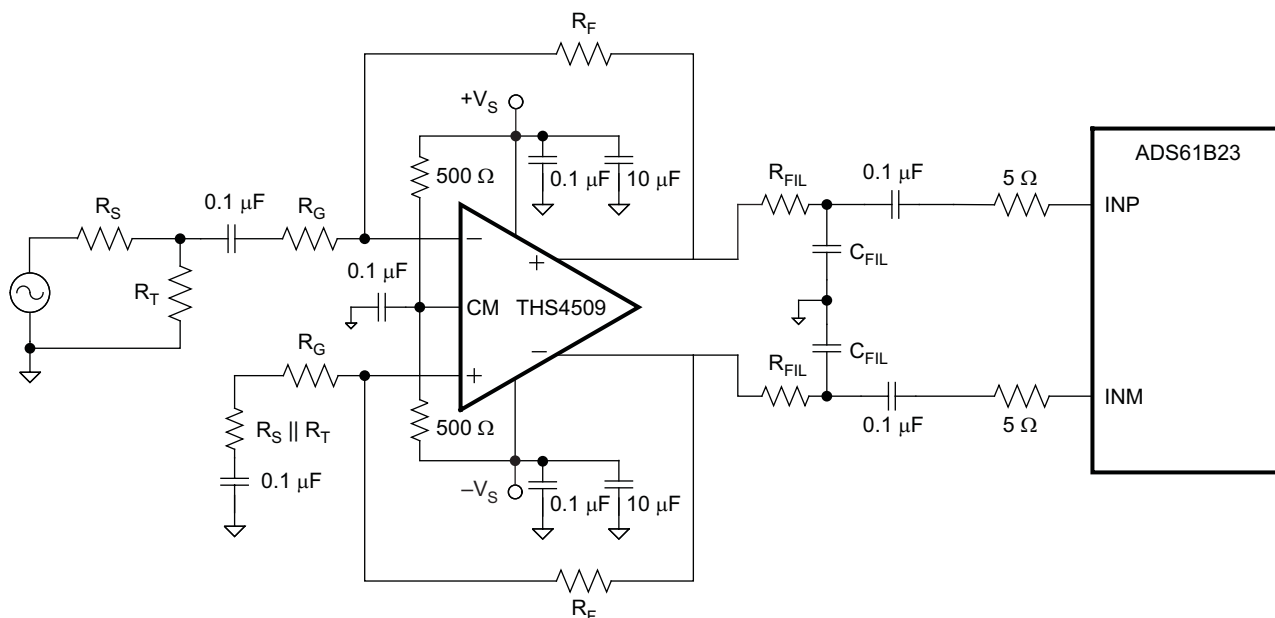 R_F
+V_S
ADS61B23
500 Ω
0.1 µF
10 µF
R_FIL
0.1 µF
5 Ω
R_S
0.1 µF
R_G
INP
−
+
C_FIL
0.1 µF
R_T
CM
THS4509
R_G
−
C_FIL
+
R_FIL
INM
0.1 µF
5 Ω
R_S || R_T
500 Ω
0.1 µF
–V_S
0.1 µF
10 µF
R_F